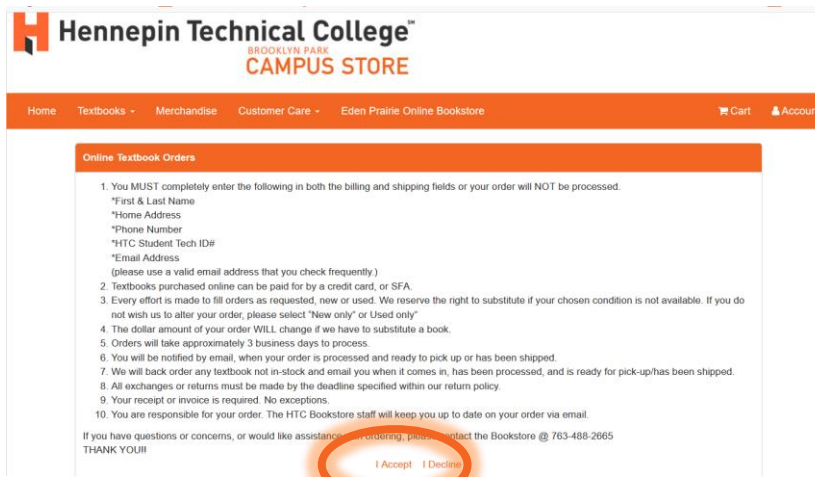 Hennepin Technical College℠
BROOKLYN PARK
CAMPUS STORE
Home Textbooks Merchandise Customer Care Eden Prairie Online Bookstore Cart Accoun
Online Textbook Orders
1. You MUST completely enter the following in both the billing and shipping fields or your order will NOT be processed.
*First & Last Name
*Home Address
*Phone Number
*HTC Student Tech ID#
*Email Address
(please use a valid email address that you check frequently.)
2. Textbooks purchased online can be paid for by a credit card, or SFA.
3. Every effort is made to fill orders as requested, new or used. We reserve the right to substitute if your chosen condition is not available. If you do
not wish us to alter your order, please select "New only" or Used only"
4. The dollar amount of your order WILL change if we have to substitute a book.
5. Orders will take approximately 3 business days to process.
6. You will be notified by email, when your order is processed and ready to pick up or has been shipped.
7. We will back order any textbook not in-stock and email you when it comes in, has been processed, and is ready for pick-up/has been shipped.
8. All exchanges or returns must be made by the deadline specified within our return policy.
9. Your receipt or invoice is required. No exceptions.
10. You are responsible for your order. The HTC Bookstore staff will keep you up to date on your order via email.
If you have questions or concerns, or would like assistance ordering, please contact the Bookstore @ 763-488-2665
THANK YOU!!!
I Accept I Decline